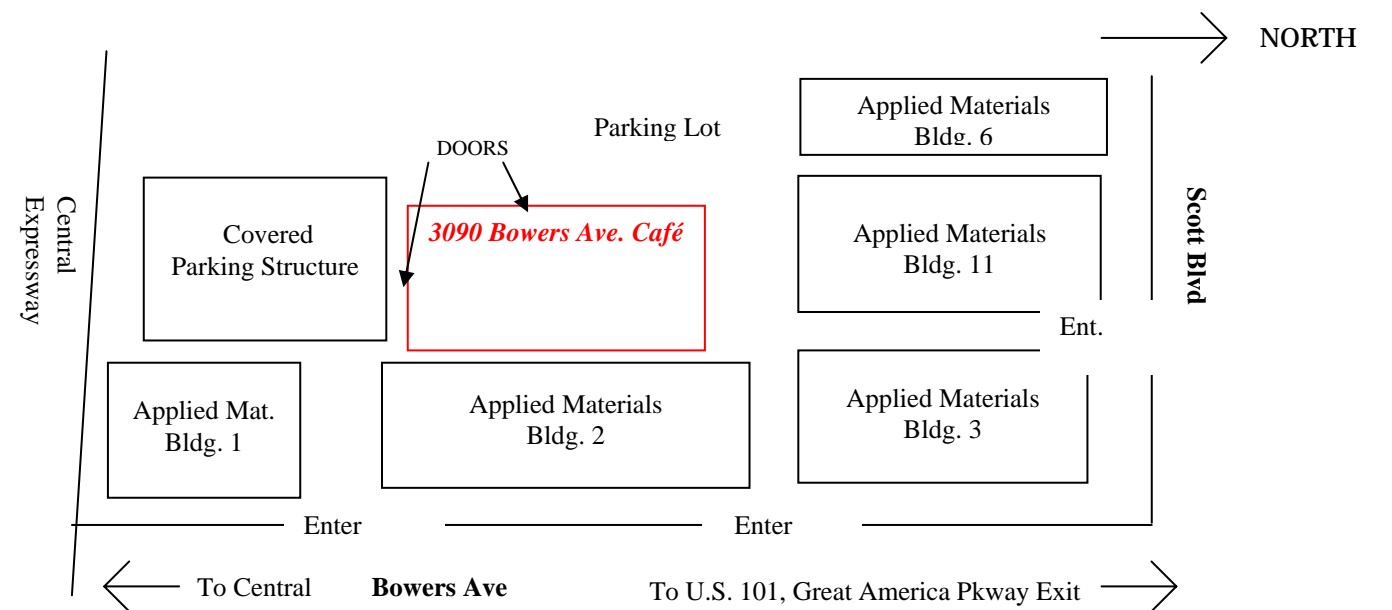 NORTH
Applied Materials
Bldg. 6
Parking Lot
DOORS
Central
Expressway
Covered
Parking Structure
3090 Bowers Ave. Café
Applied Materials
Bldg. 11
Scott Blvd
Ent.
Applied Mat.
Bldg. 1
Applied Materials
Bldg. 2
Applied Materials
Bldg. 3
Enter
Enter
To Central
Bowers Ave
To U.S. 101, Great America Pkway Exit